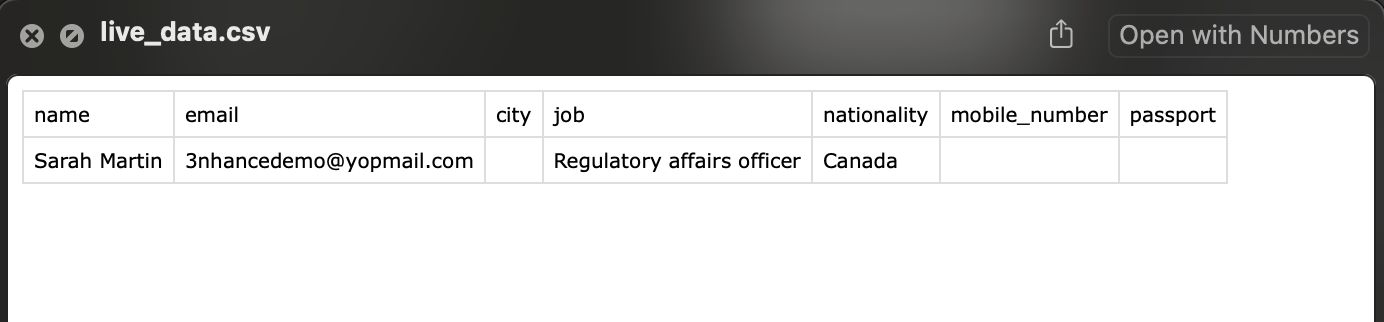 live_data.csv
Open with Numbers
name email city job nationality mobile_number passport
Sarah Martin 3nhancedemo@yopmail.com Regulatory affairs officer Canada